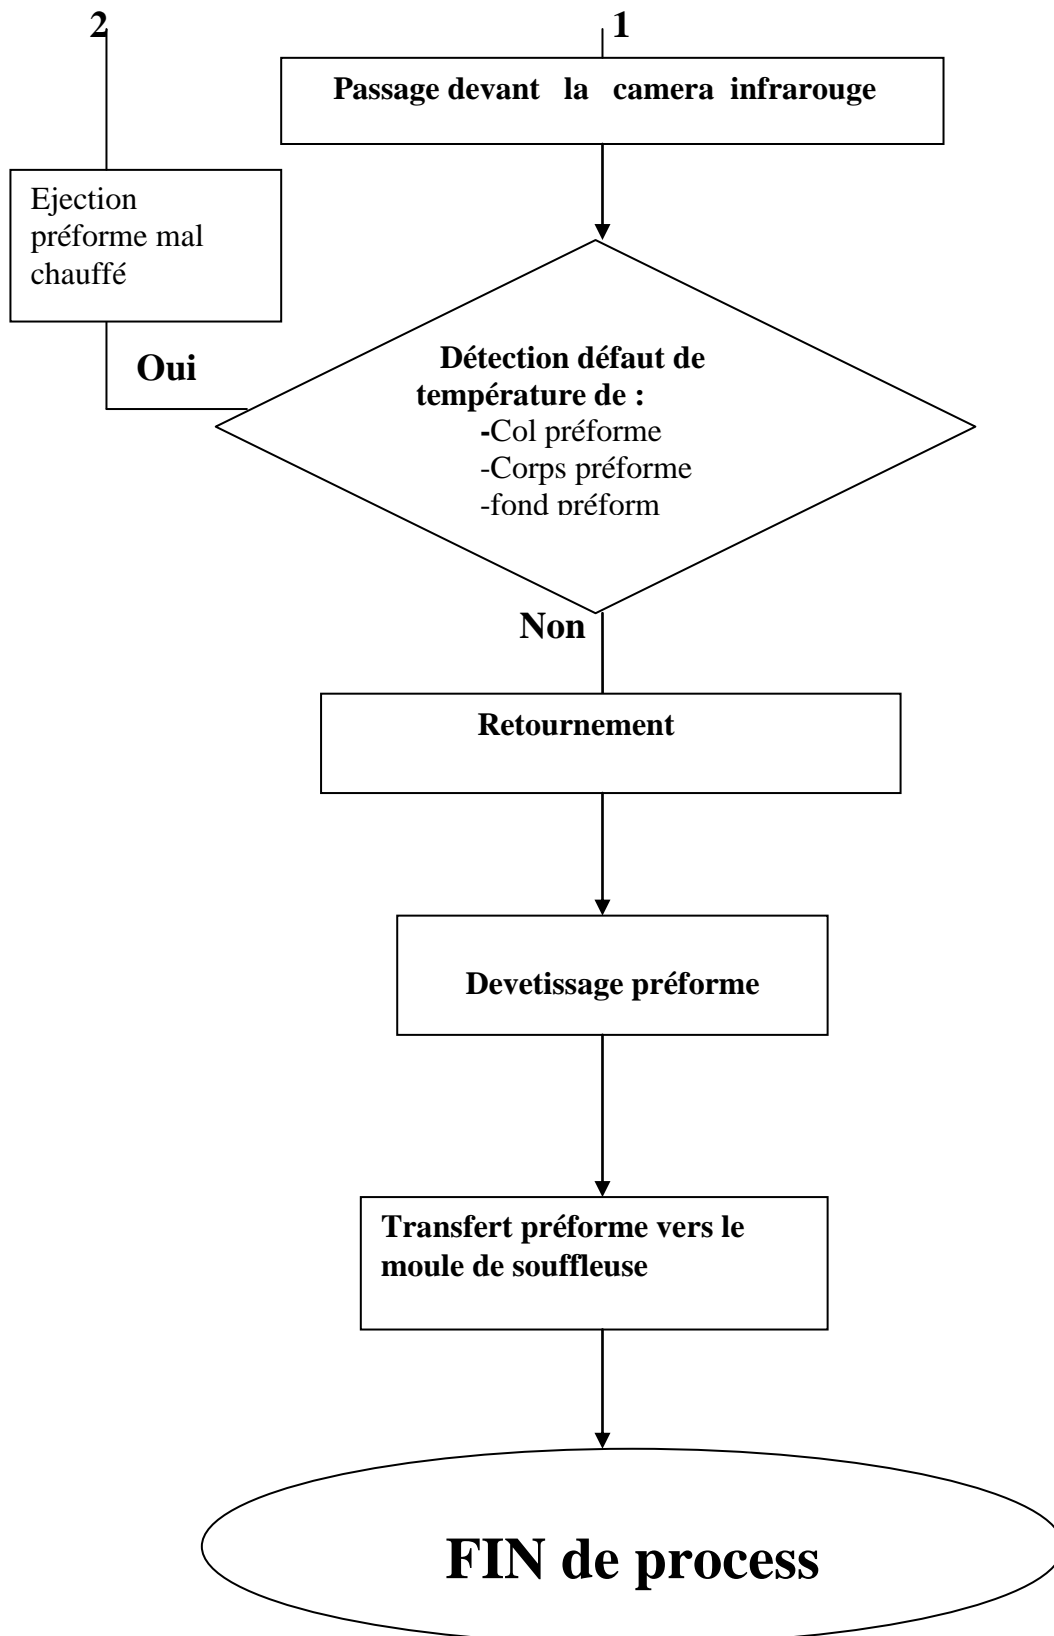 2
1
Passage devant la camera infrarouge
Ejection
préforme mal
chauffé
Oui
Détection défaut de
température de :
-Col préforme
-Corps préforme
-fond préform
Non
Retournement
Devetissage préforme
Transfert préforme vers le
moule de souffleuse
FIN de process